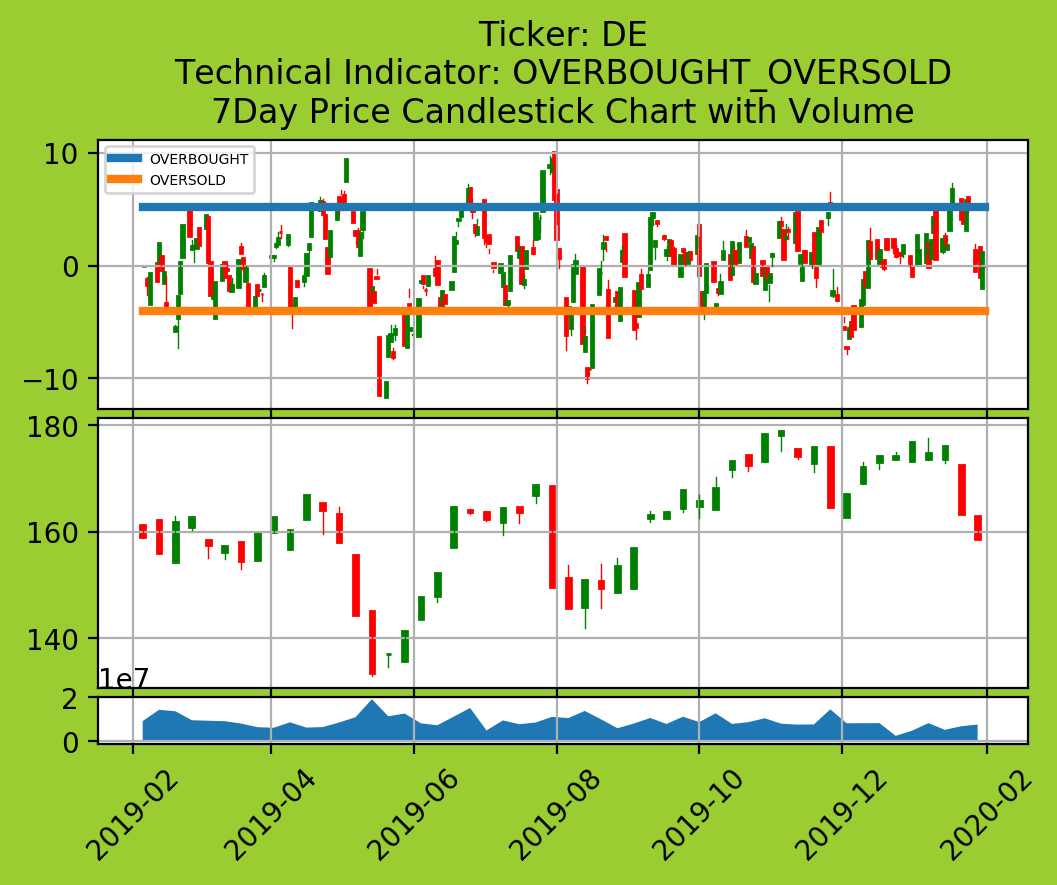 Ticker: DE
Technical Indicator: OVERBOUGHT_OVERSOLD
7Day Price Candlestick Chart with Volume
OVERBOUGHT
OVERSOLD
10
0
−10
180
160
140
1e7
2
0
2019-02
2019-04
2019-06
2019-08
2019-10
2019-12
2020-02